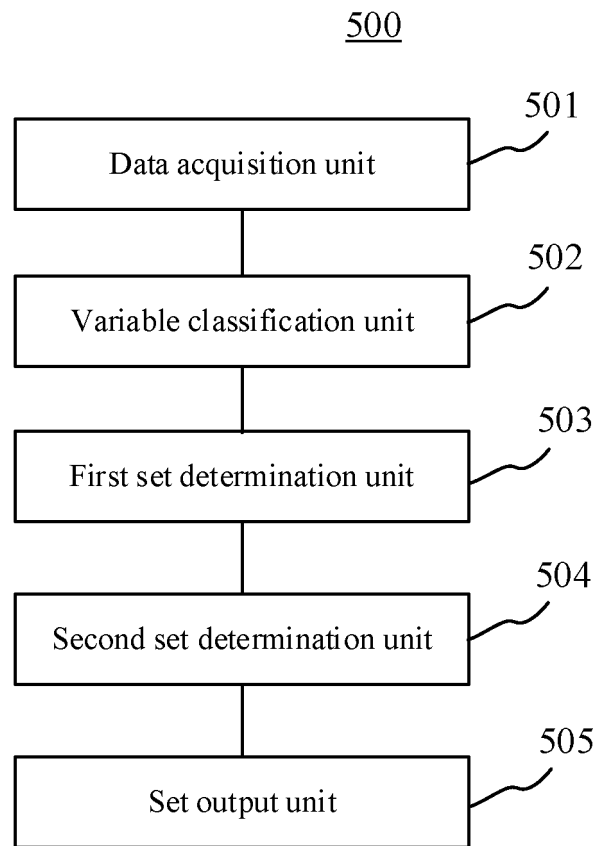 500
501
Data acquisition unit
502
Variable classification unit
503
First set determination unit
504
Second set determination unit
505
Set output unit